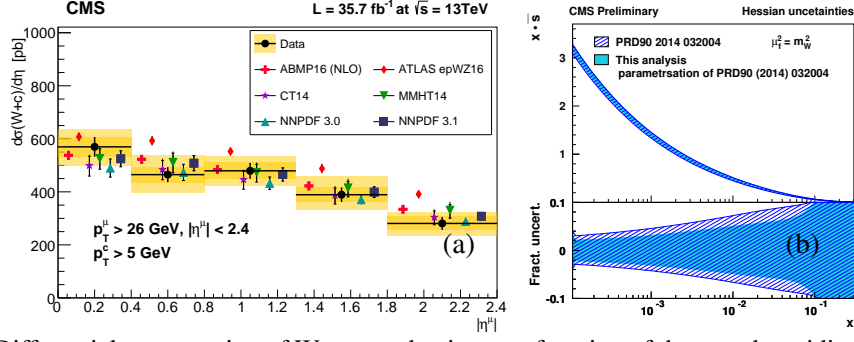 CMS
L = 35.7 fb⁻¹ at √s = 13TeV
dσ(W+c)/dη [pb]
1000
800
600
400
200
0
Data
ABMP16 (NLO)
ATLAS epWZ16
CT14
MMHT14
NNPDF 3.0
NNPDF 3.1
p_T^μ > 26 GeV, |η^μ| < 2.4
p_T^c > 5 GeV
(a)
0 0.2 0.4 0.6 0.8 1 1.2 1.4 1.6 1.8 2 2.2 2.4
|η^μ|
CMS Preliminary
Hessian uncetainties
x • s̅
PRD90 2014 032004
μ_f² = m_W²
This analysis
parametrsation of PRD90 (2014) 032004
3
1
0.1
0
-0.1
Fract. uncert.
(b)
10⁻³ 10⁻² 10⁻¹
x